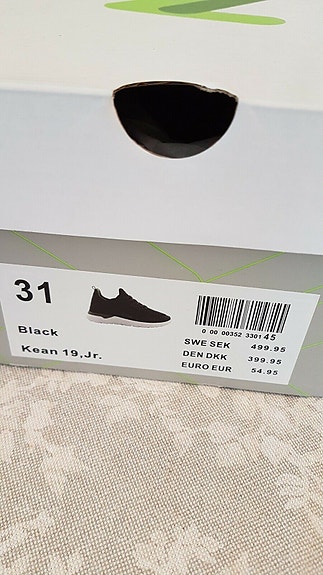 31
Black
Kean 19,Jr.
0 00 00352 330145
SWE SEK 499.95
DEN DKK 399.95
EURO EUR 54.95